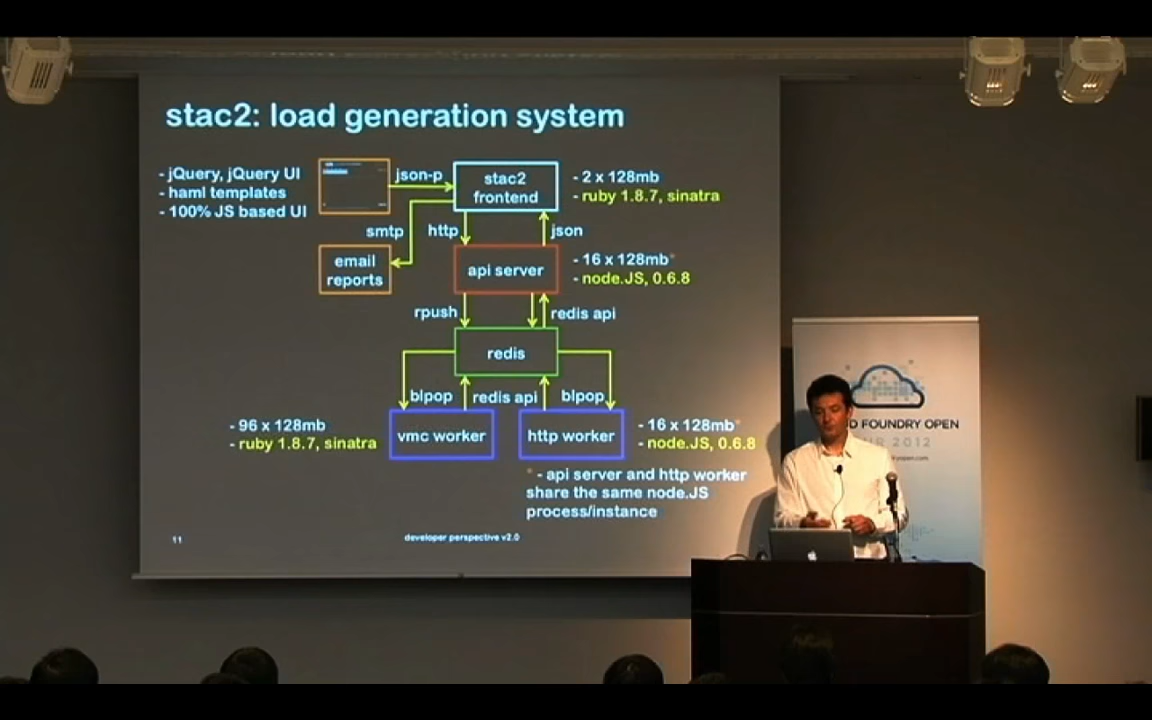 stac2: load generation system
- jQuery, jQuery UI
- haml templates
- 100% JS based UI
json-p
stac2
frontend
- 2 x 128mb
- ruby 1.8.7, sinatra
smtp
http
json
email
reports
api server
- 16 x 128mb*
- node.JS, 0.6.8
rpush
redis api
redis
blpop
redis api
blpop
- 96 x 128mb
- ruby 1.8.7, sinatra
vmc worker
http worker
- 16 x 128mb*
- node.JS, 0.6.8
* - api server and http worker
share the same node.JS
process/instance
11
developer perspective v2.0
D FOUNDRY OPEN
UR 2012